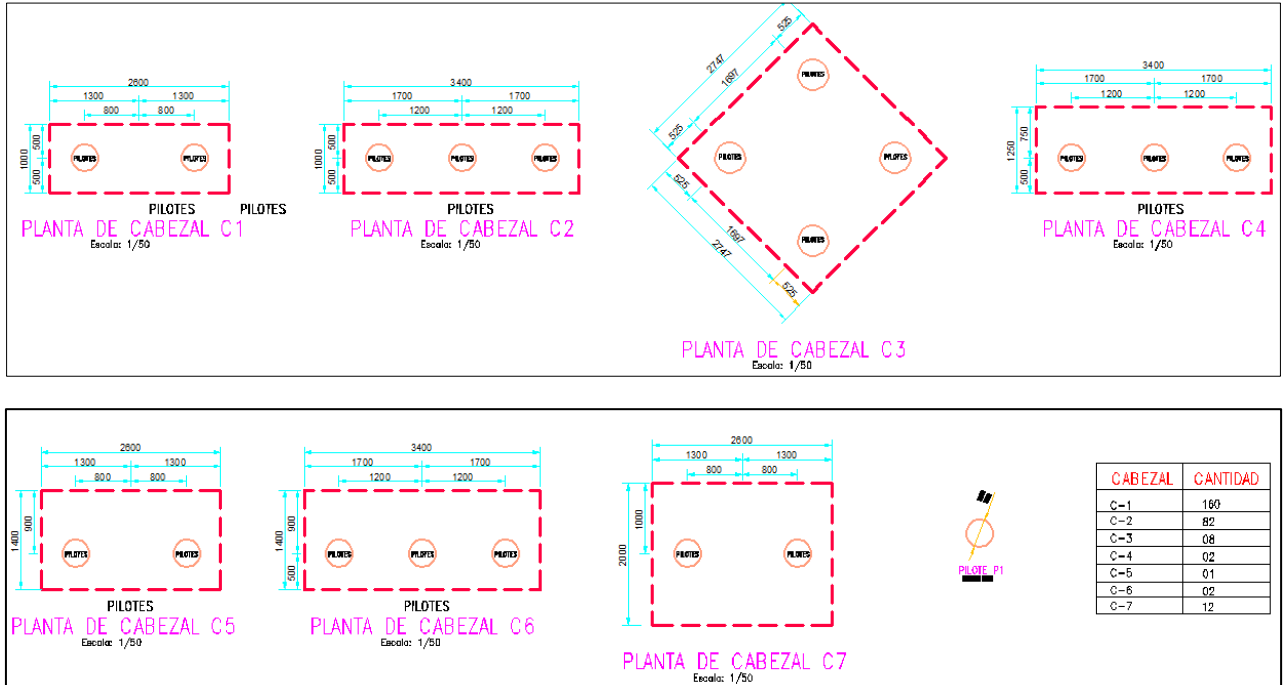 2600
1300 1300
800 800
1000
500
500
PILOTES PILOTES
PILOTES PILOTES
PLANTA DE CABEZAL C1
Escala: 1/50
3400
1700 1700
1200 1200
1000
500
500
PILOTES PILOTES PILOTES
PILOTES
PLANTA DE CABEZAL C2
Escala: 1/50
525
2747
1697
525
PILOTES
PILOTES PILOTES
PILOTES
525
1697
2747
525
PLANTA DE CABEZAL C3
Escala: 1/50
3400
1700 1700
1200 1200
1250
750
500
PILOTES PILOTES PILOTES
PILOTES
PLANTA DE CABEZAL C4
Escala: 1/50
2600
1300 1300
800 800
1400
900
PILOTES PILOTES
PILOTES
PLANTA DE CABEZAL C5
Escala: 1/50
3400
1700 1700
1200 1200
1400
900
500
PILOTES PILOTES PILOTES
PILOTES
PLANTA DE CABEZAL C6
Escala: 1/50
2600
1300 1300
800 800
2000
1000
PILOTES PILOTES
PLANTA DE CABEZAL C7
Escala: 1/50
PILOTE P1
CABEZAL CANTIDAD
C-1 160
C-2 82
C-3 08
C-4 02
C-5 01
C-6 02
C-7 12